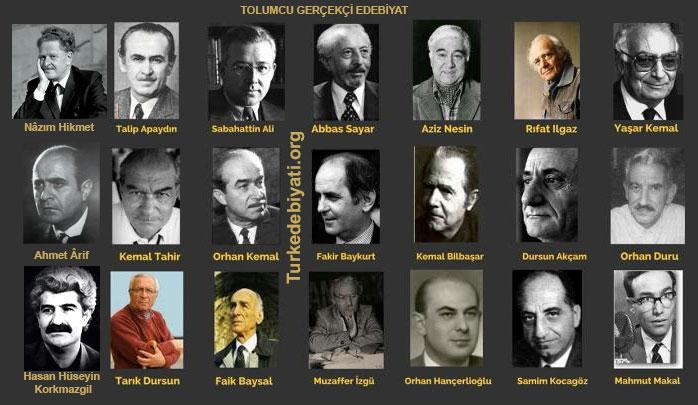 TOLUMCU GERÇEKÇİ EDEBİYAT
Nâzım Hikmet
Talip Apaydın
Sabahattin Ali
Abbas Sayar
Aziz Nesin
Rıfat Ilgaz
Yaşar Kemal
Turkedebiyati.org
Ahmet Ârif
Kemal Tahir
Orhan Kemal
Fakir Baykurt
Kemal Bilbaşar
Dursun Akçam
Orhan Duru
Hasan Hüseyin
Korkmazgil
Tarık Dursun
Faik Baysal
Muzaffer İzgü
Orhan Hançerlioğlu
Samim Kocagöz
Mahmut Makal